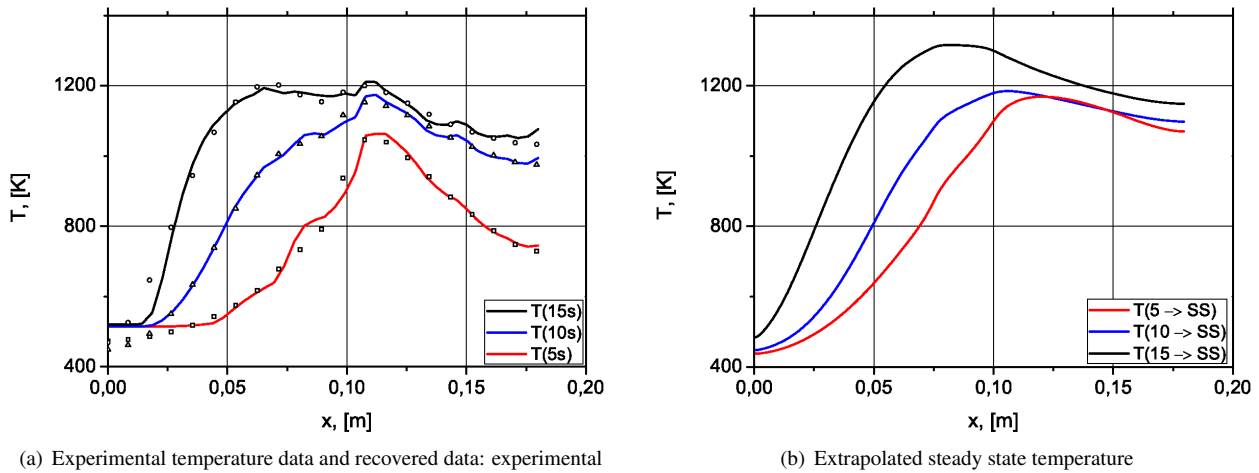 1200
800
400
T, [K]
0,00
0,05
0,10
0,15
0,20
x, [m]
T(15s)
T(10s)
T(5s)
(a) Experimental temperature data and recovered data: experimental
1200
800
400
T, [K]
0,00
0,05
0,10
0,15
0,20
x, [m]
T(5 –> SS)
T(10 –> SS)
T(15 –> SS)
(b) Extrapolated steady state temperature